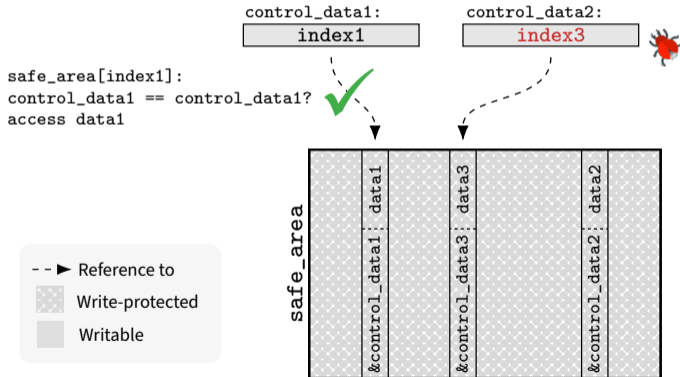 control_data1:
control_data2:
index1
index3
safe_area[index1]:
control_data1 == control_data1?
access data1
safe_area
&control_data1: data1
&control_data3: data3
&control_data2: data2
Reference to
Write-protected
Writable